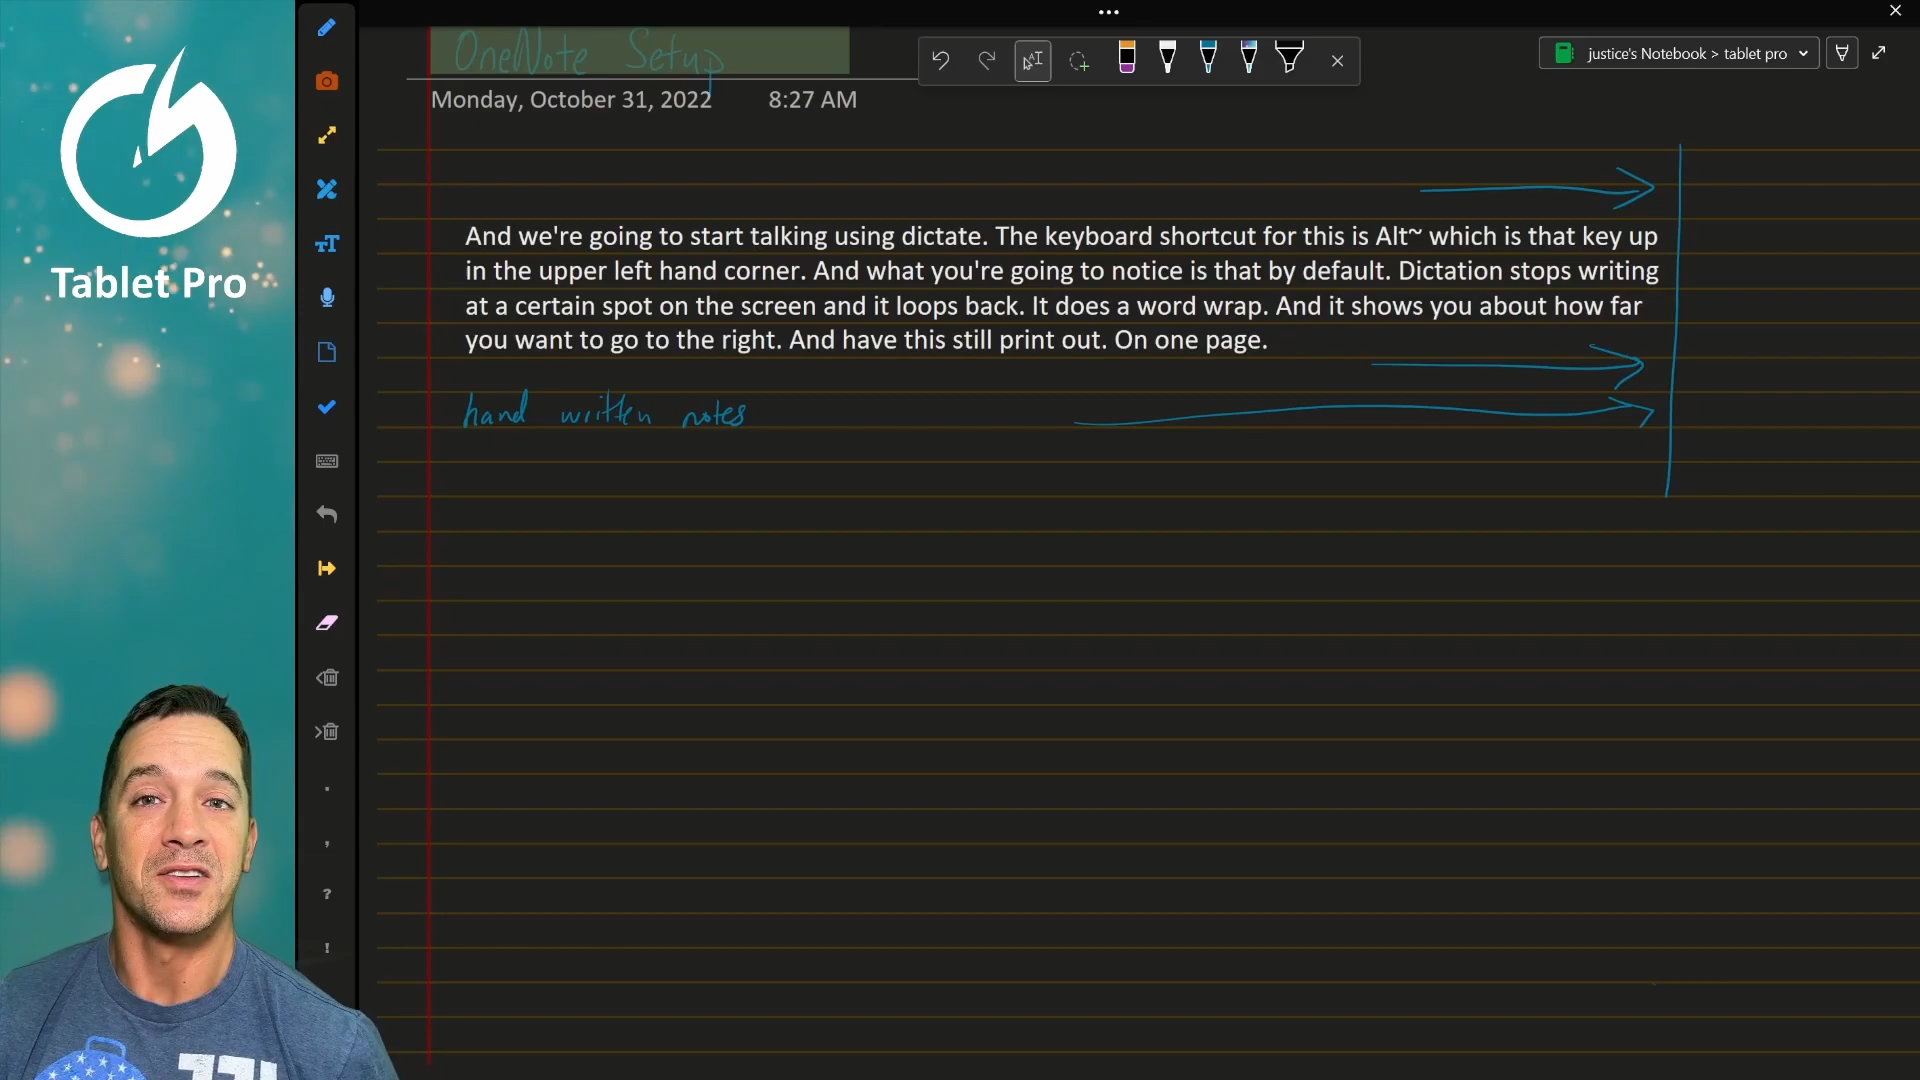 OneNote Setup
justice's Notebook > tablet pro
Monday, October 31, 2022 8:27 AM
Tablet Pro
And we're going to start talking using dictate. The keyboard shortcut for this is Alt~ which is that key up
in the upper left hand corner. And what you're going to notice is that by default. Dictation stops writing
at a certain spot on the screen and it loops back. It does a word wrap. And it shows you about how far
you want to go to the right. And have this still print out. On one page.
hand written notes